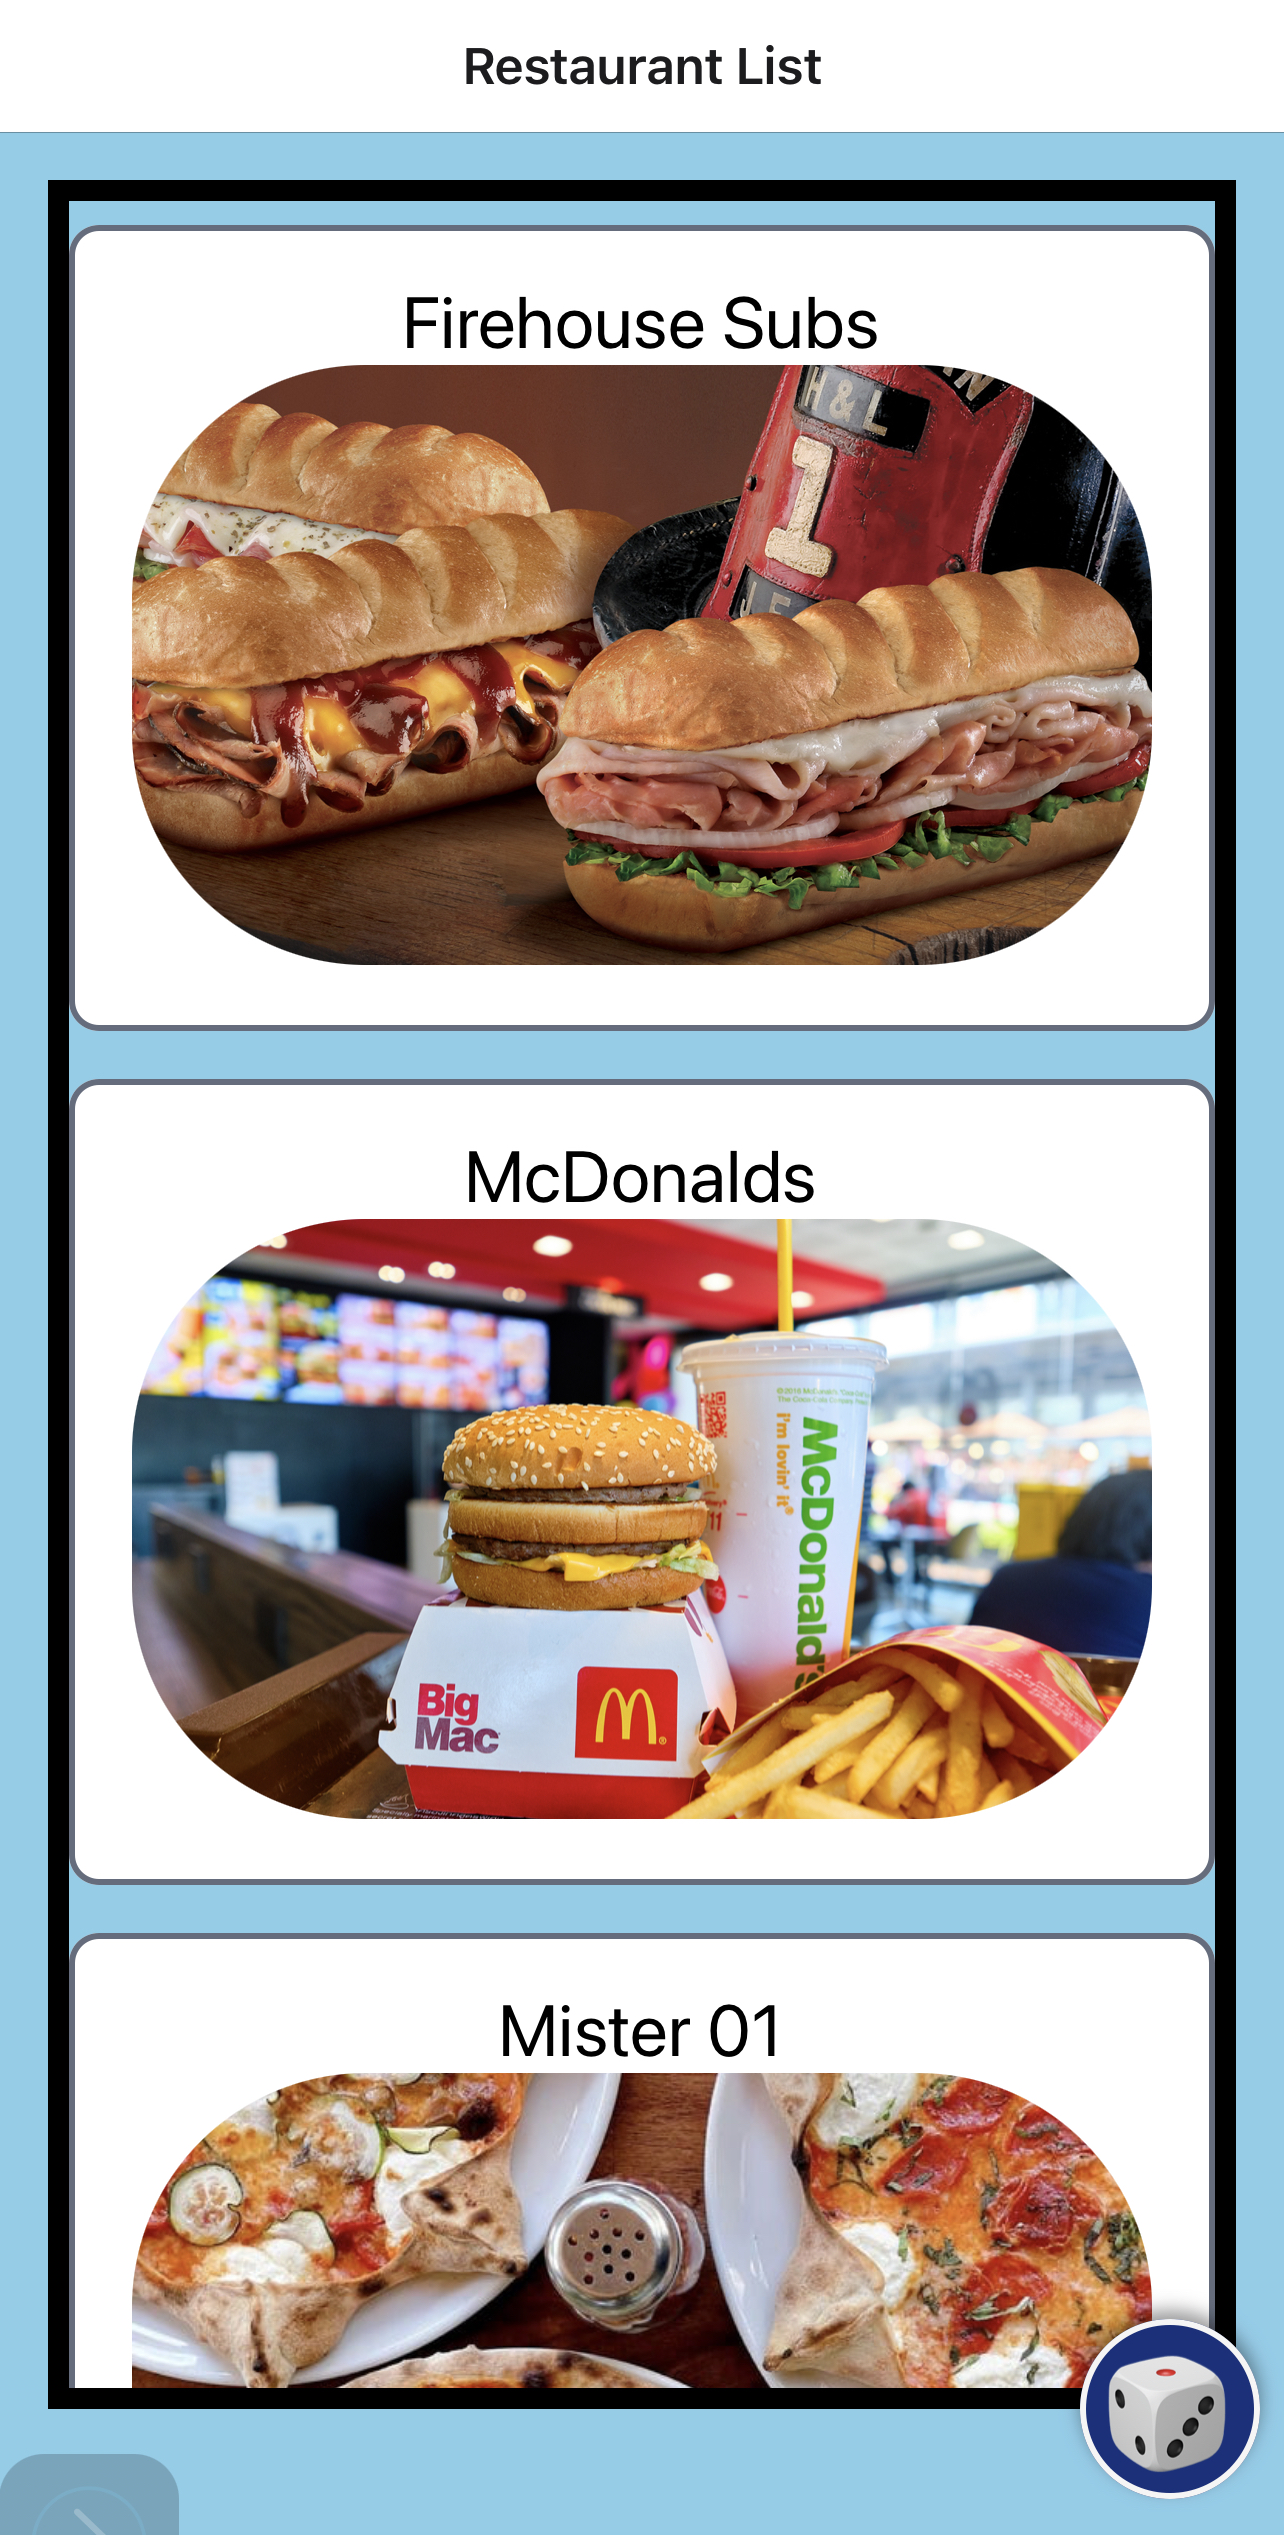 Restaurant List
Firehouse Subs
H&L
1
McDonalds
i'm lovin' it
McDonald's
Big
Mac
Mister 01